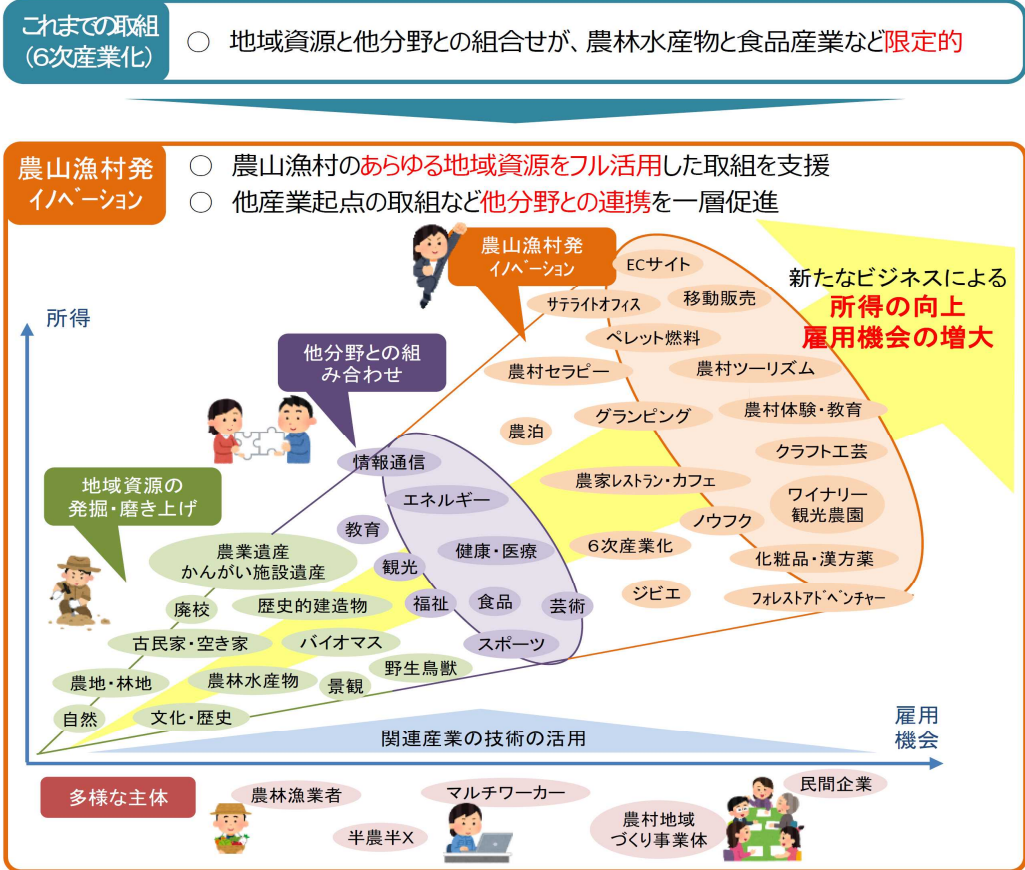 これまでの取組
(6次産業化)
○ 地域資源と他分野との組合せが、農林水産物と食品産業など限定的
農山漁村発
イノベーション
○ 農山漁村のあらゆる地域資源をフル活用した取組を支援
○ 他産業起点の取組など他分野との連携を一層促進
農山漁村発
イノベーション
ECサイト
サテライトオフィス
移動販売
ペレット燃料
新たなビジネスによる
所得の向上
雇用機会の増大
所得
他分野との組
み合わせ
農村セラピー
農村ツーリズム
グランピング
農村体験・教育
農泊
クラフト工芸
情報通信
地域資源の
発掘・磨き上げ
エネルギー
農家レストラン・カフェ
ワイナリー
観光農園
教育
ノウフク
農業遺産
かんがい施設遺産
健康・医療
6次産業化
観光
化粧品・漢方薬
廃校
歴史的建造物
福祉
食品
芸術
ジビエ
フォレストアドベンチャー
古民家・空き家
バイオマス
スポーツ
農地・林地
農林水産物
景観
野生鳥獣
自然
文化・歴史
関連産業の技術の活用
雇用
機会
多様な主体
農林漁業者
マルチワーカー
民間企業
半農半X
農村地域
づくり事業体